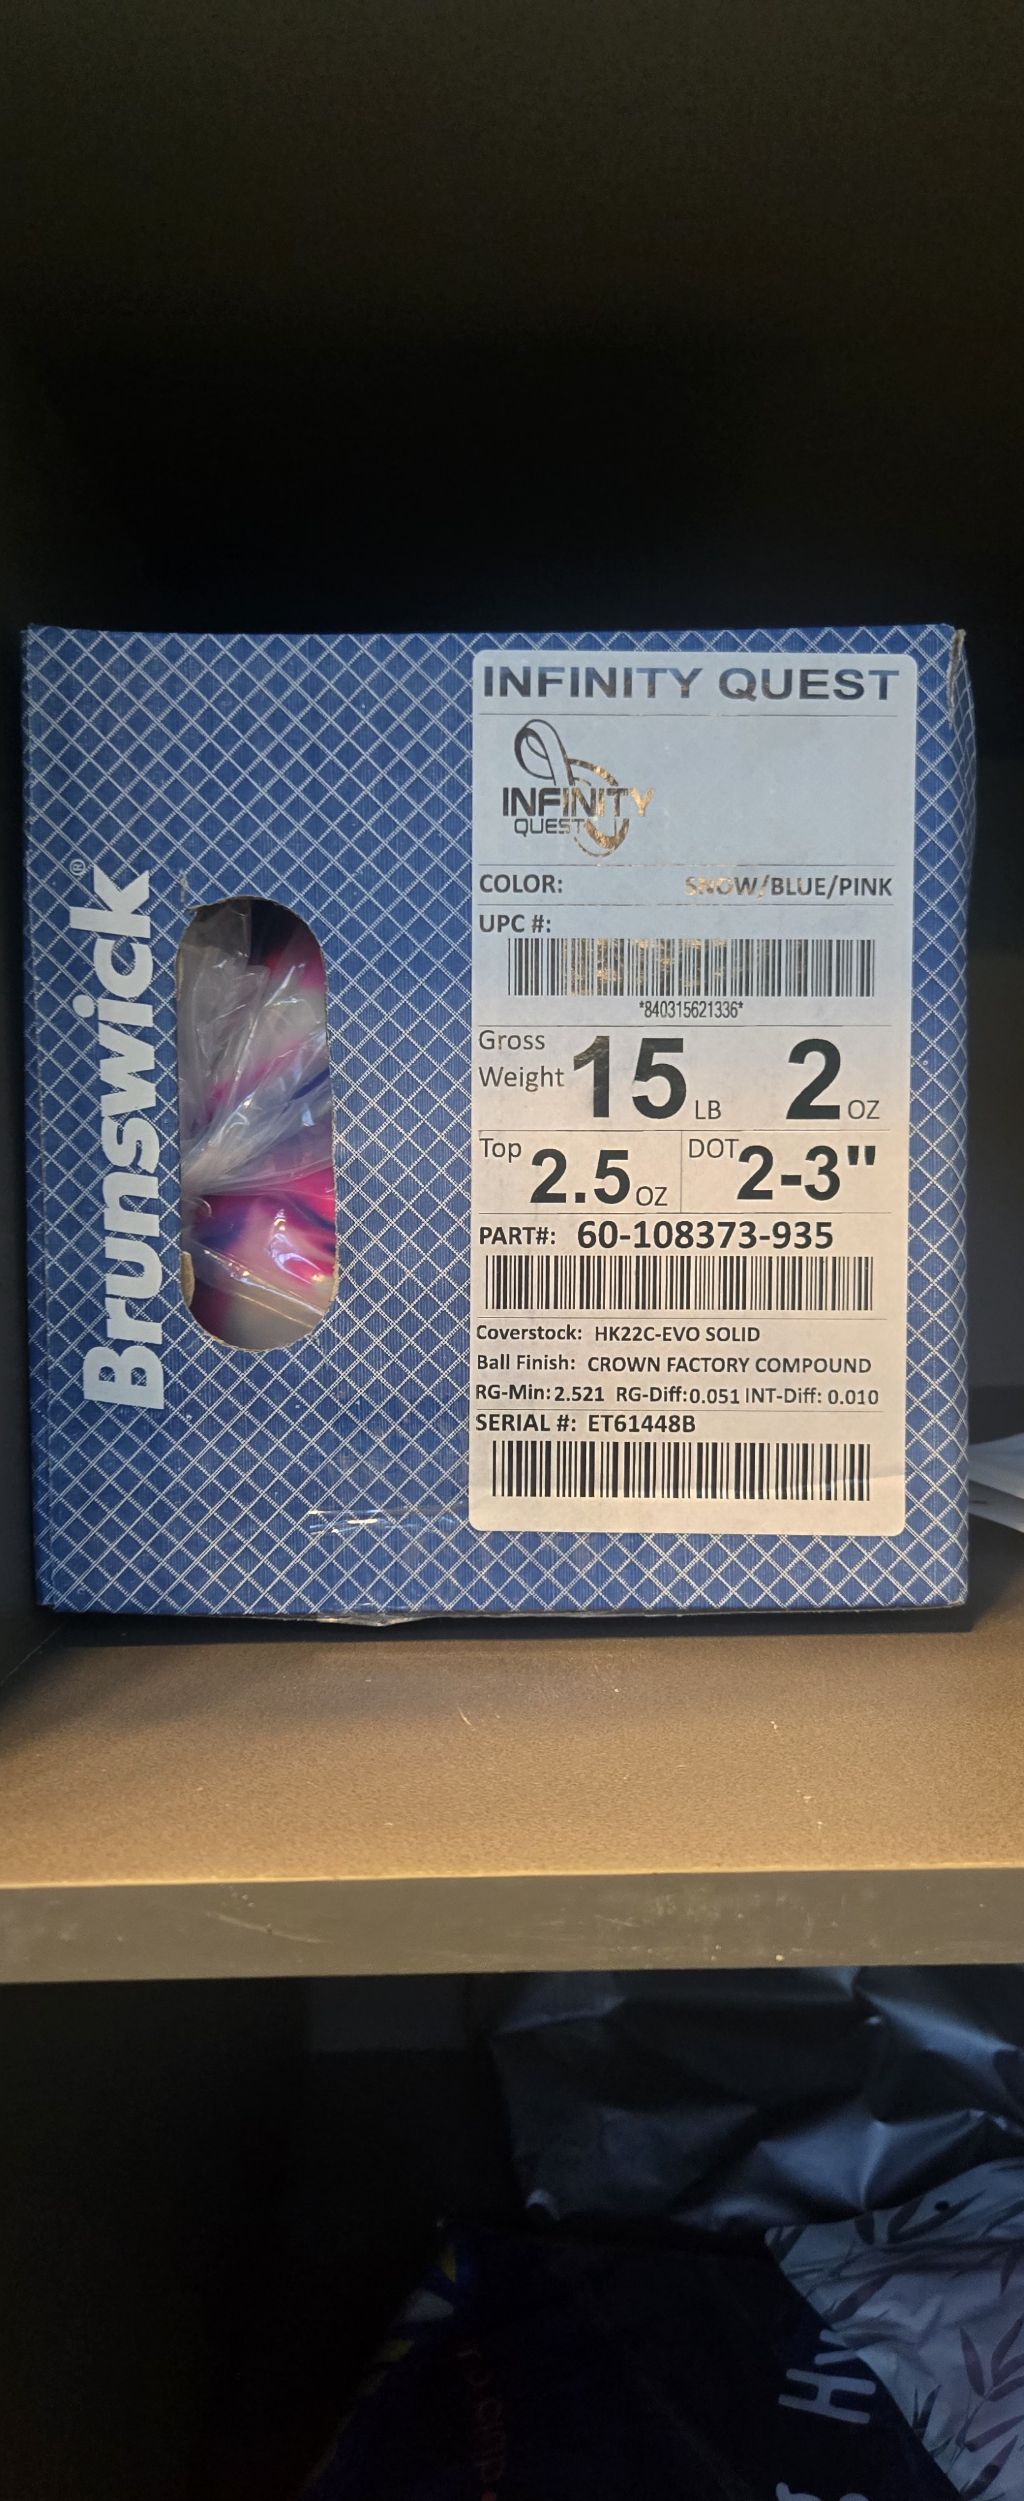 Brunswick®
INFINITY QUEST
INFINITY
QUEST
COLOR: SNOW/BLUE/PINK
UPC #:
*840315621336*
Gross Weight 15 LB 2 OZ
Top 2.5 OZ DOT 2-3"
PART#: 60-108373-935
Coverstock: HK22C-EVO SOLID
Ball Finish: CROWN FACTORY COMPOUND
RG-Min: 2.521 RG-Diff: 0.051 INT-Diff: 0.010
SERIAL #: ET61448B